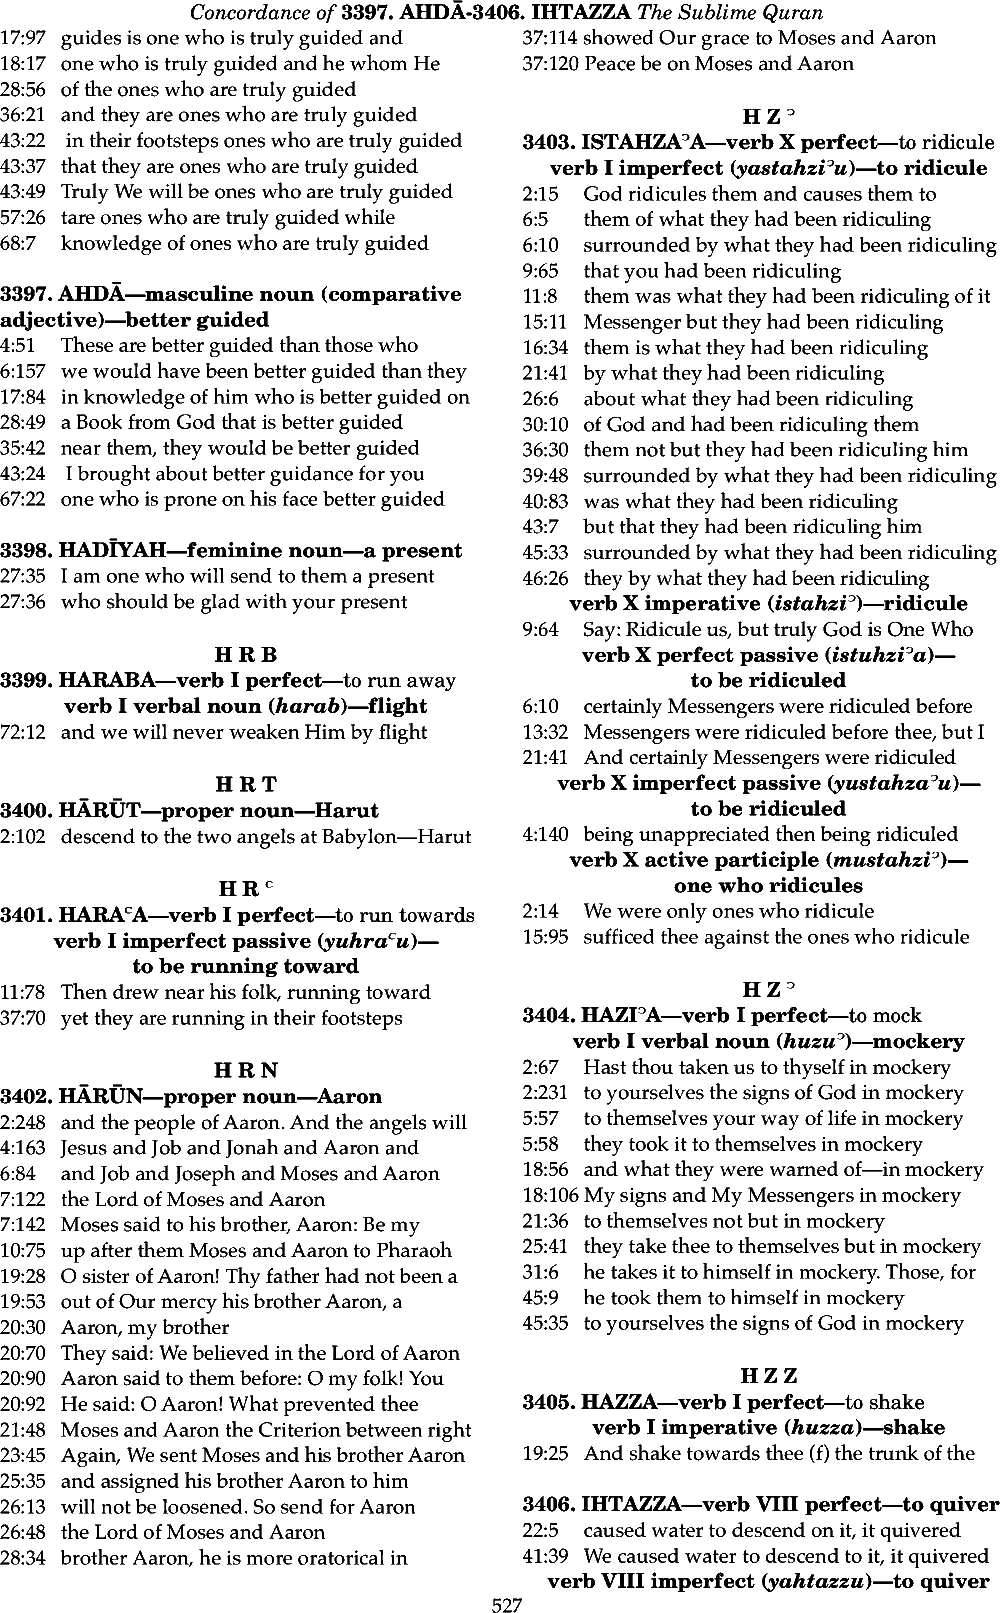 Concordance of 3397. AHDĀ-3406. IHTAZZA The Sublime Quran
17:97 guides is one who is truly guided and
18:17 one who is truly guided and he whom He
28:56 of the ones who are truly guided
36:21 and they are ones who are truly guided
43:22 in their footsteps ones who are truly guided
43:37 that they are ones who are truly guided
43:49 Truly We will be ones who are truly guided
57:26 tare ones who are truly guided while
68:7 knowledge of ones who are truly guided
3397. AHDĀ—masculine noun (comparative
adjective)—better guided
4:51 These are better guided than those who
6:157 we would have been better guided than they
17:84 in knowledge of him who is better guided on
28:49 a Book from God that is better guided
35:42 near them, they would be better guided
43:24 I brought about better guidance for you
67:22 one who is prone on his face better guided
3398. HADĪYAH—feminine noun—a present
27:35 I am one who will send to them a present
27:36 who should be glad with your present
H R B
3399. HARABA—verb I perfect—to run away
verb I verbal noun (harab)—flight
72:12 and we will never weaken Him by flight
H R T
3400. HĀRŪT—proper noun—Harut
2:102 descend to the two angels at Babylon—Harut
H R ᶜ
3401. HARAᶜA—verb I perfect—to run towards
verb I imperfect passive (yuhraᶜu)—
to be running toward
11:78 Then drew near his folk, running toward
37:70 yet they are running in their footsteps
H R N
3402. HĀRŪN—proper noun—Aaron
2:248 and the people of Aaron. And the angels will
4:163 Jesus and Job and Jonah and Aaron and
6:84 and Job and Joseph and Moses and Aaron
7:122 the Lord of Moses and Aaron
7:142 Moses said to his brother, Aaron: Be my
10:75 up after them Moses and Aaron to Pharaoh
19:28 O sister of Aaron! Thy father had not been a
19:53 out of Our mercy his brother Aaron, a
20:30 Aaron, my brother
20:70 They said: We believed in the Lord of Aaron
20:90 Aaron said to them before: O my folk! You
20:92 He said: O Aaron! What prevented thee
21:48 Moses and Aaron the Criterion between right
23:45 Again, We sent Moses and his brother Aaron
25:35 and assigned his brother Aaron to him
26:13 will not be loosened. So send for Aaron
26:48 the Lord of Moses and Aaron
28:34 brother Aaron, he is more oratorical in
37:114 showed Our grace to Moses and Aaron
37:120 Peace be on Moses and Aaron
H Z ᵓ
3403. ISTAHZAᵓA—verb X perfect—to ridicule
verb I imperfect (yastahziᵓu)—to ridicule
2:15 God ridicules them and causes them to
6:5 them of what they had been ridiculing
6:10 surrounded by what they had been ridiculing
9:65 that you had been ridiculing
11:8 them was what they had been ridiculing of it
15:11 Messenger but they had been ridiculing
16:34 them is what they had been ridiculing
21:41 by what they had been ridiculing
26:6 about what they had been ridiculing
30:10 of God and had been ridiculing them
36:30 them not but they had been ridiculing him
39:48 surrounded by what they had been ridiculing
40:83 was what they had been ridiculing
43:7 but that they had been ridiculing him
45:33 surrounded by what they had been ridiculing
46:26 they by what they had been ridiculing
verb X imperative (istahziᵓ)—ridicule
9:64 Say: Ridicule us, but truly God is One Who
verb X perfect passive (istuhziᵓa)—
to be ridiculed
6:10 certainly Messengers were ridiculed before
13:32 Messengers were ridiculed before thee, but I
21:41 And certainly Messengers were ridiculed
verb X imperfect passive (yustahzaᵓu)—
to be ridiculed
4:140 being unappreciated then being ridiculed
verb X active participle (mustahziᵓ)—
one who ridicules
2:14 We were only ones who ridicule
15:95 sufficed thee against the ones who ridicule
H Z ᵓ
3404. HAZIᵓA—verb I perfect—to mock
verb I verbal noun (huzuᵓ)—mockery
2:67 Hast thou taken us to thyself in mockery
2:231 to yourselves the signs of God in mockery
5:57 to themselves your way of life in mockery
5:58 they took it to themselves in mockery
18:56 and what they were warned of—in mockery
18:106 My signs and My Messengers in mockery
21:36 to themselves not but in mockery
25:41 they take thee to themselves but in mockery
31:6 he takes it to himself in mockery. Those, for
45:9 he took them to himself in mockery
45:35 to yourselves the signs of God in mockery
H Z Z
3405. HAZZA—verb I perfect—to shake
verb I imperative (huzza)—shake
19:25 And shake towards thee (f) the trunk of the
3406. IHTAZZA—verb VIII perfect—to quiver
22:5 caused water to descend on it, it quivered
41:39 We caused water to descend to it, it quivered
verb VIII imperfect (yahtazzu)—to quiver
527